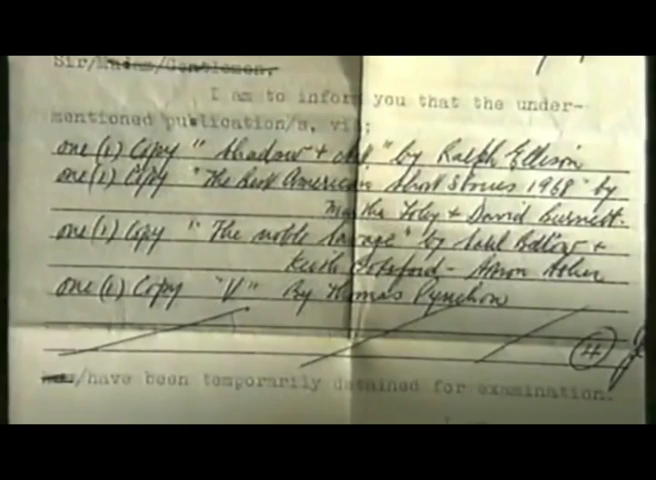 Sir/Madam/Gentlemen,
I am to inform you that the under-
mentioned publication/s, viz;
one (1) Copy " Shadow + Act " by Ralph Ellison
one (1) Copy "The Best American Short Stories 1968" by
Martha Foley + David Burnett.
one (1) Copy " The noble Savage" by Saul Bellow +
Keith Botsford - Aaron Asher
one (1) Copy "V" By Thomas Pynchon
4
/have been temporarily detained for examination.